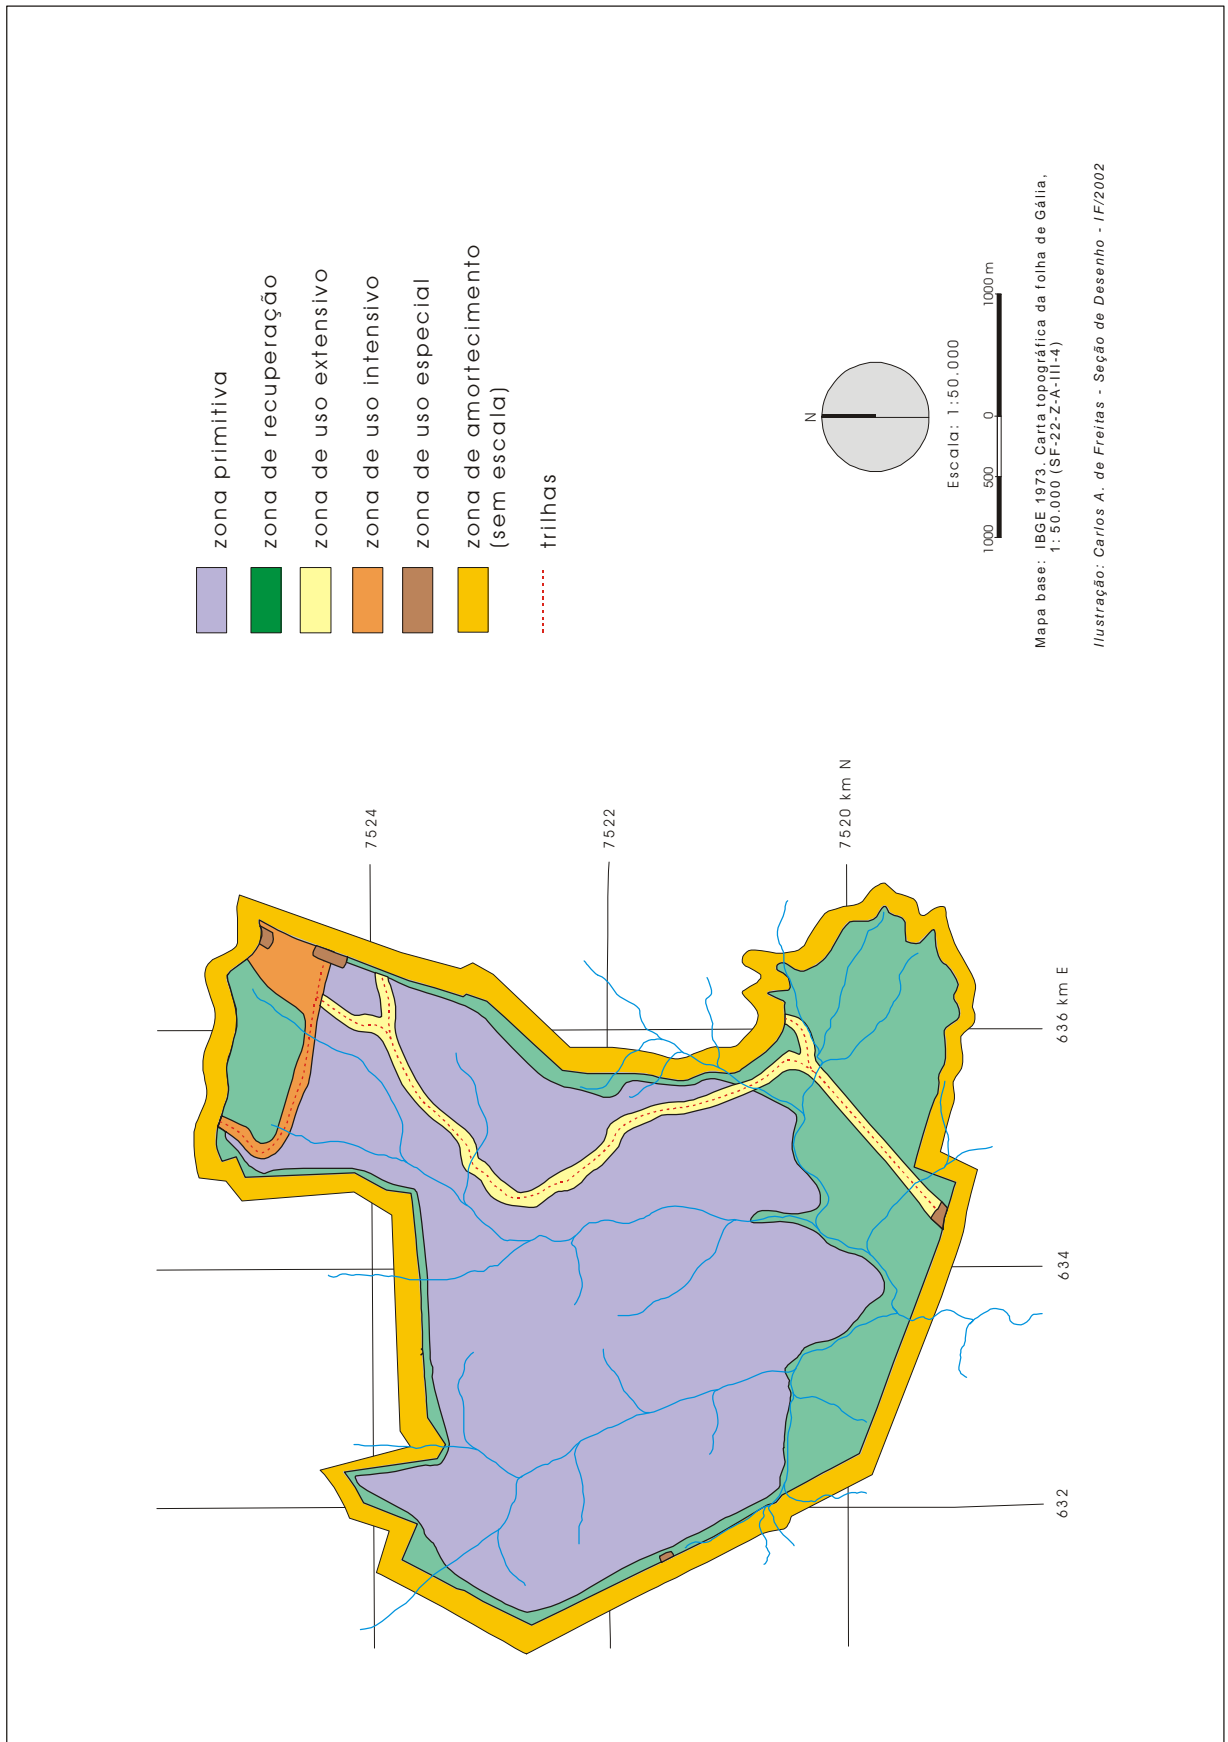 zona primitiva
zona de recuperação
zona de uso extensivo
zona de uso intensivo
zona de uso especial
zona de amortecimento
(sem escala)
trilhas
N
Escala: 1:50.000
1000 500 0 1000 m
Mapa base: IBGE 1973. Carta topográfica da folha de Gália,
1: 50.000 (SF-22-Z-A-III-4)
Ilustração: Carlos A. de Freitas - Seção de Desenho - IF/2002
7524
7522
7520 km N
636 km E
634
632